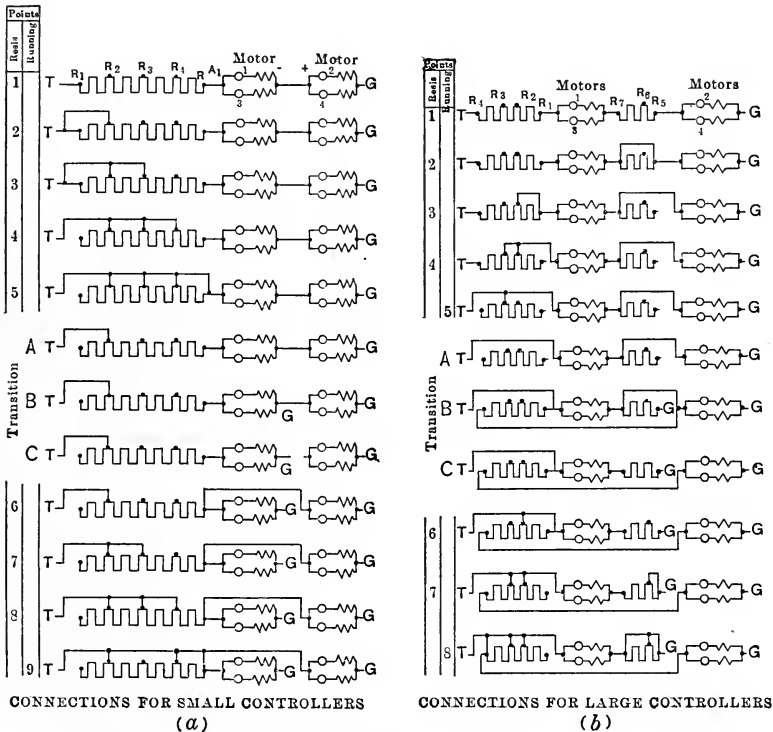 Points
Resis
Running
R1 R2 R3 R4 R A1 Motor 1 - + Motor 2
1 T G
3 4
2 T G
3 T G
4 T G
5 T G
Transition
A T G
B T G G
C T G G
6 T G G
7 T G G
8 T G G
9 T G G
CONNECTIONS FOR SMALL CONTROLLERS
(a)
Points
Resis
Running
Motors Motors
R4 R3 R2 R1 1 R7 R6 R5 2
1 T G
3 4
2 T G
3 T G
4 T G
5 T G
Transition
A T G
B T G G
C T G G
6 T G G
7 T G G
8 T G G
CONNECTIONS FOR LARGE CONTROLLERS
(b)